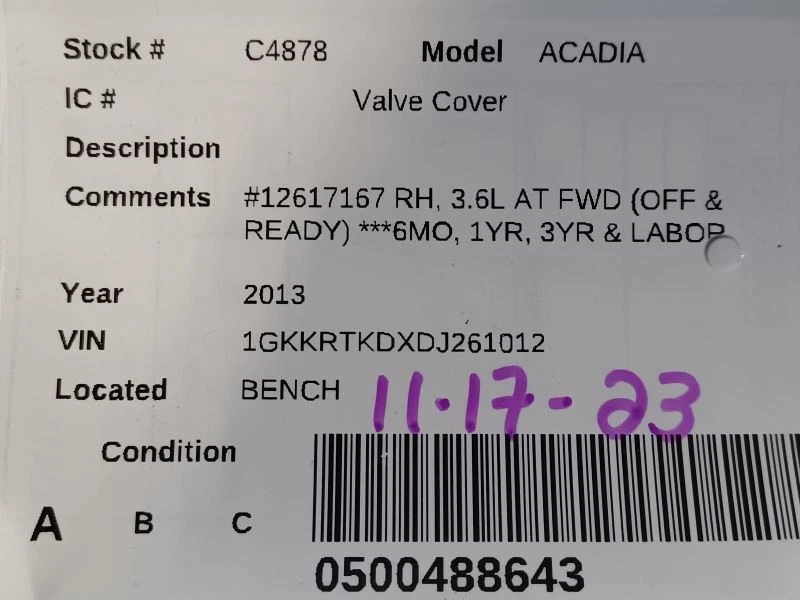 Stock # C4878 Model ACADIA
IC # Valve Cover
Description
Comments #12617167 RH, 3.6L AT FWD (OFF &
READY) ***6MO, 1YR, 3YR & LABOR
Year 2013
VIN 1GKKRTKDXDJ261012
Located BENCH 11-17-23
Condition
A B C
0500488643